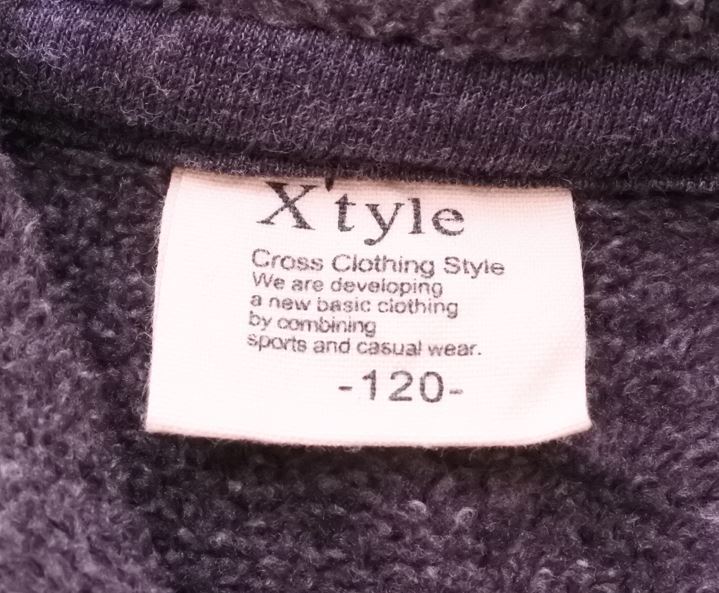 X'tyle
Cross Clothing Style
We are developing
a new basic clothing
by combining
sports and casual wear.
-120-